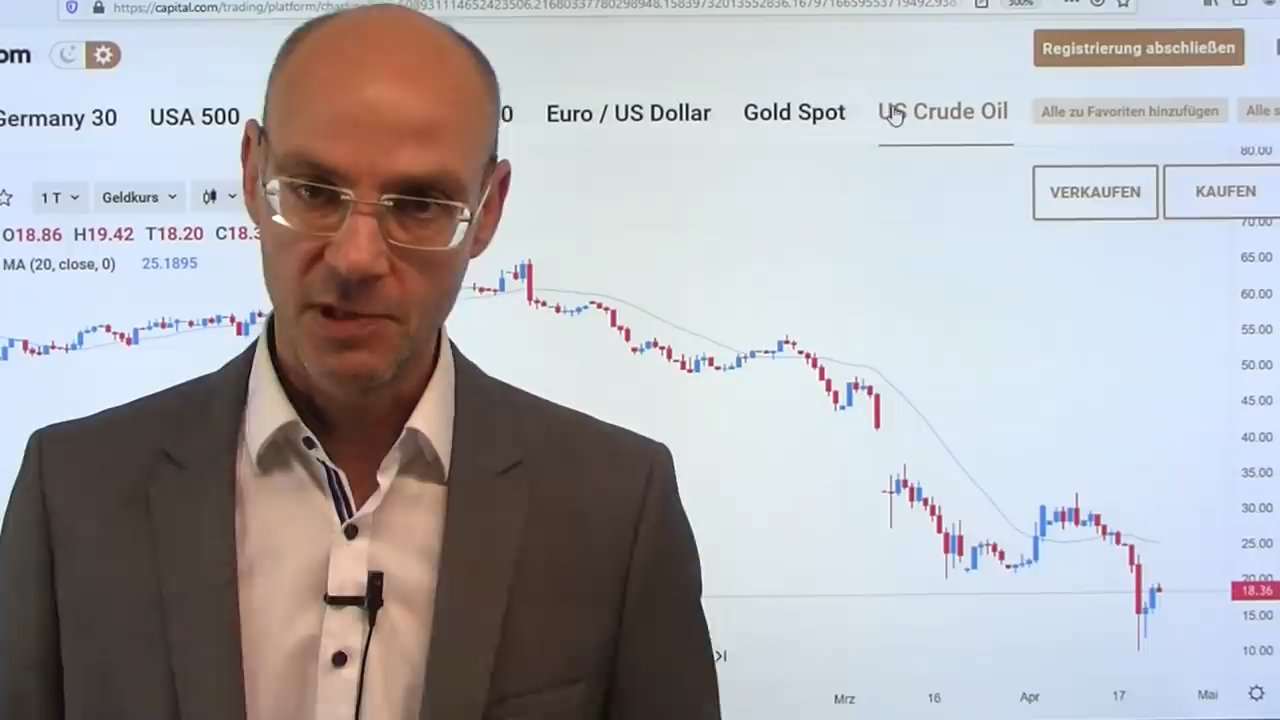 https://capital.com/trading/platform/char
om
Registrierung abschließen
Germany 30 USA 500 0 Euro / US Dollar Gold Spot US Crude Oil Alle zu Favoriten hinzufügen Alle s
80.00
1 T Geldkurs VERKAUFEN KAUFEN
70.00
O18.86 H19.42 T18.20 C18.3
MA (20, close, 0) 25.1895
65.00
60.00
55.00
50.00
45.00
40.00
35.00
30.00
25.00
20.00
18.36
15.00
10.00
Mrz 16 Apr 17 Mai